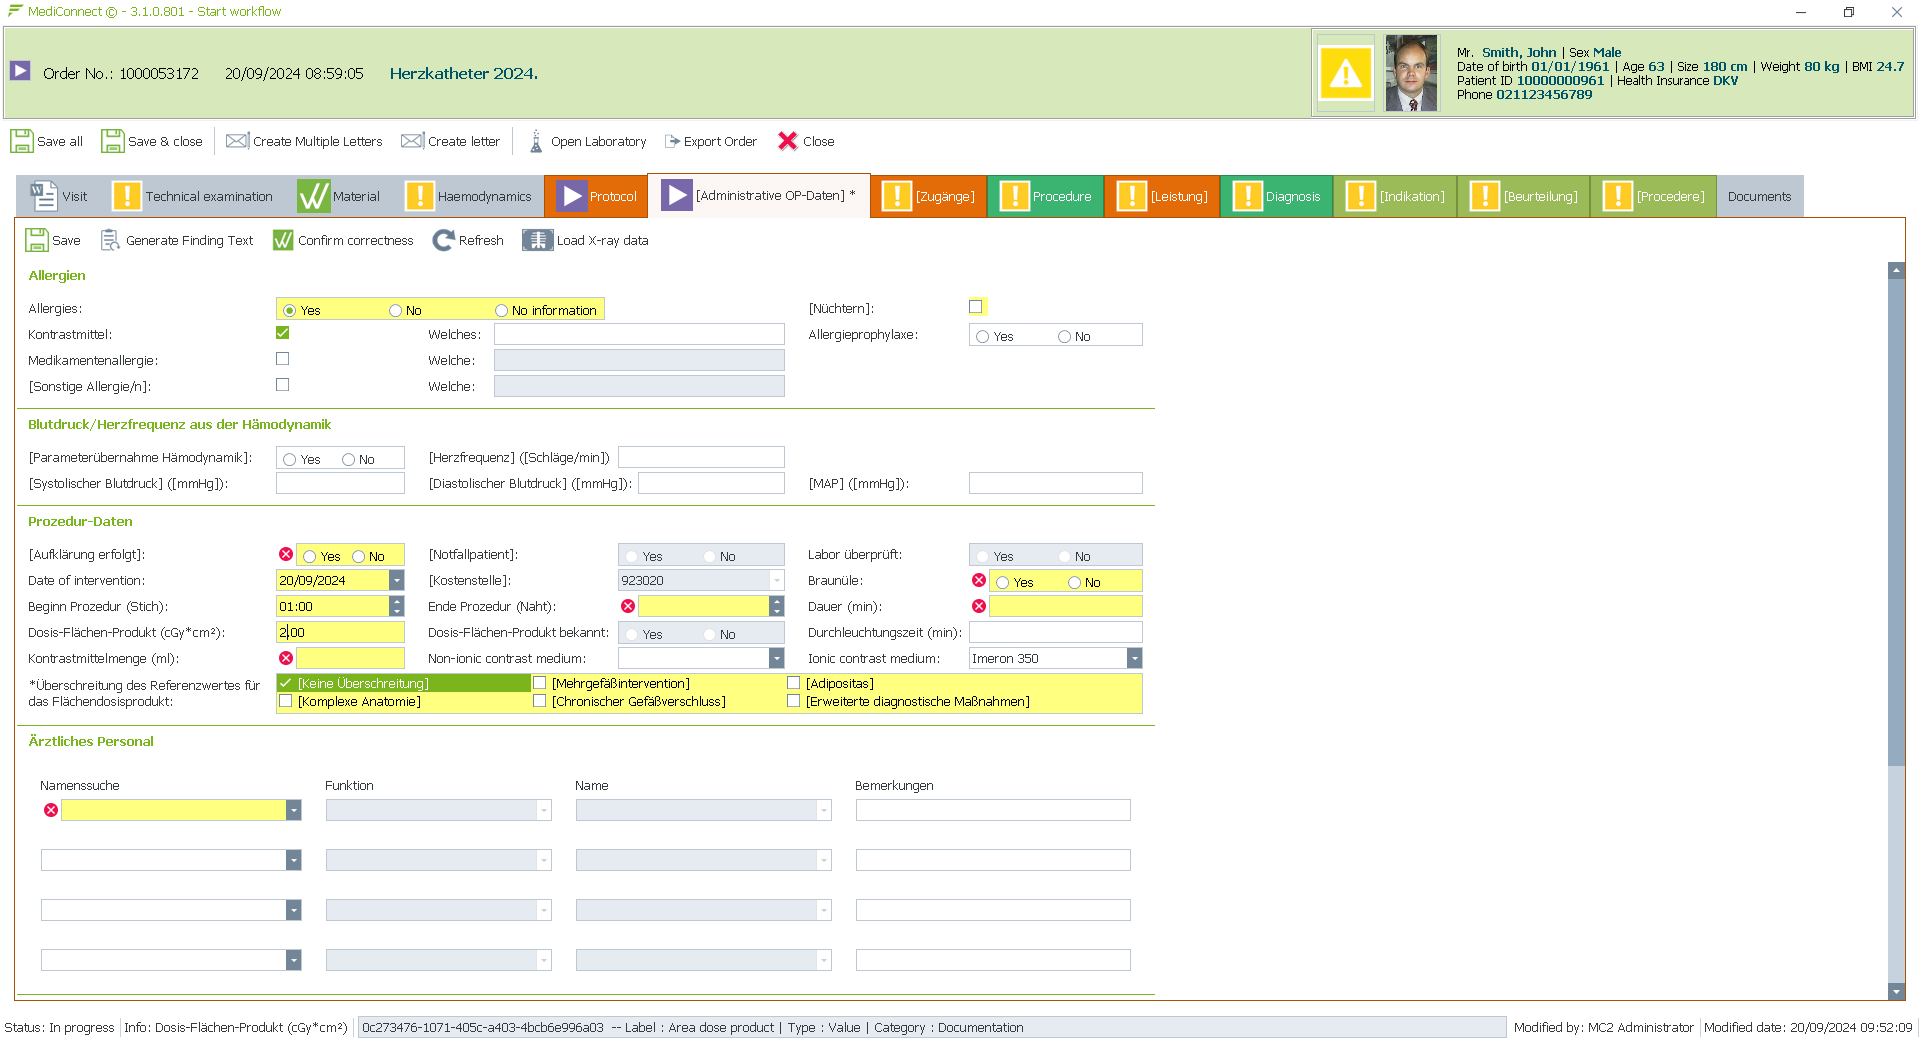 MediConnect © - 3.1.0.801 - Start workflow
Order No.: 1000053172 20/09/2024 08:59:05 Herzkatheter 2024.
Mr. Smith, John | Sex Male
Date of birth 01/01/1961 | Age 63 | Size 180 cm | Weight 80 kg | BMI 24.7
Patient ID 10000000961 | Health Insurance DKV
Phone 021123456789
Save all Save & close Create Multiple Letters Create letter Open Laboratory Export Order Close
Visit Technical examination Material Haemodynamics Protocol [Administrative OP-Daten] * [Zugänge] Procedure [Leistung] Diagnosis [Indikation] [Beurteilung] [Procedere] Documents
Save Generate Finding Text Confirm correctness Refresh Load X-ray data
Allergien
Allergies: Yes No No information [Nüchtern]:
Kontrastmittel: Welches: Allergieprophylaxe: Yes No
Medikamentenallergie: Welche:
[Sonstige Allergie/n]: Welche:
Blutdruck/Herzfrequenz aus der Hämodynamik
[Parameterübernahme Hämodynamik]: Yes No [Herzfrequenz] ([Schläge/min])
[Systolischer Blutdruck] ([mmHg]): [Diastolischer Blutdruck] ([mmHg]): [MAP] ([mmHg]):
Prozedur-Daten
[Aufklärung erfolgt]: Yes No [Notfallpatient]: Yes No Labor überprüft: Yes No
Date of intervention: 20/09/2024 [Kostenstelle]: 923020 Braunüle: Yes No
Beginn Prozedur (Stich): 01:00 Ende Prozedur (Naht): Dauer (min):
Dosis-Flächen-Produkt (cGy*cm²): 2.00 Dosis-Flächen-Produkt bekannt: Yes No Durchleuchtungszeit (min):
Kontrastmittelmenge (ml): Non-ionic contrast medium: Ionic contrast medium: Imeron 350
*Überschreitung des Referenzwertes für das Flächendosisprodukt: [Keine Überschreitung] [Mehrgefäßintervention] [Adipositas]
[Komplexe Anatomie] [Chronischer Gefäßverschluss] [Erweiterte diagnostische Maßnahmen]
Ärztliches Personal
Namenssuche Funktion Name Bemerkungen
Status: In progress Info: Dosis-Flächen-Produkt (cGy*cm²) 0c273476-1071-405c-a403-4bcb6e996a03 -- Label : Area dose product | Type : Value | Category : Documentation Modified by: MC2 Administrator Modified date: 20/09/2024 09:52:09